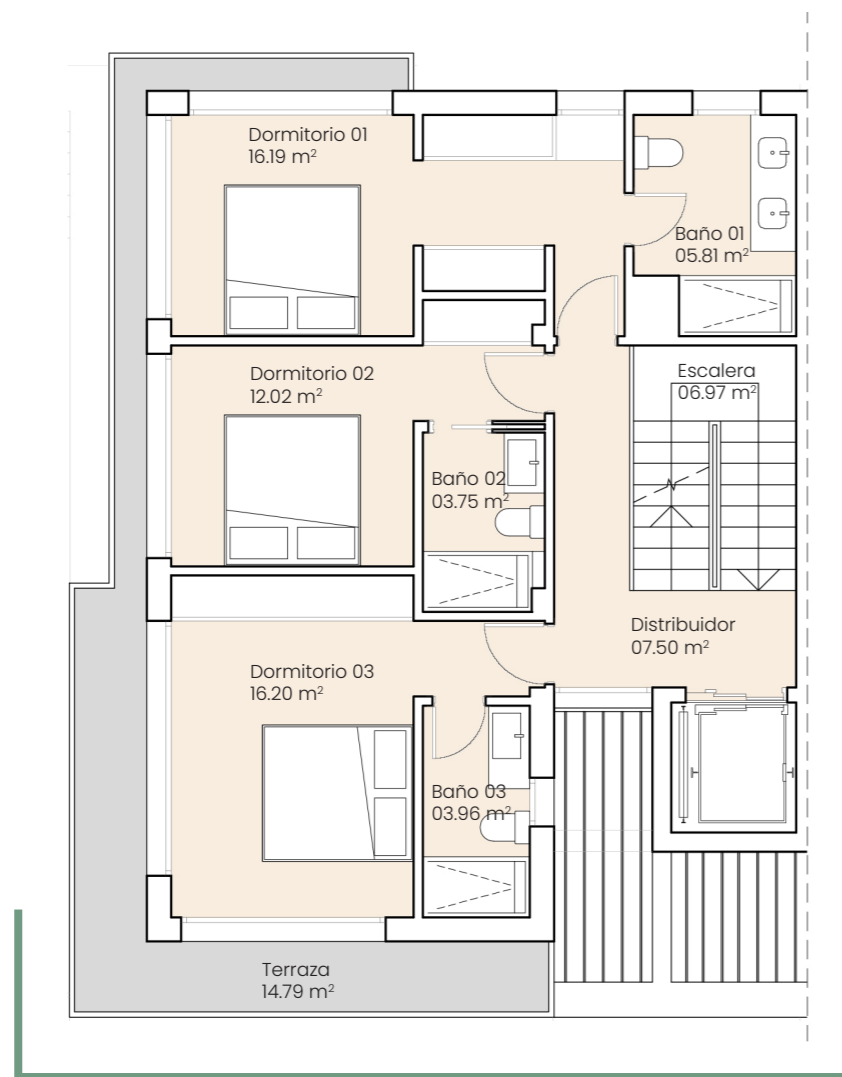 Dormitorio 01
16.19 m²
Baño 01
05.81 m²
Dormitorio 02
12.02 m²
Escalera
06.97 m²
Baño 02
03.75 m²
Distribuidor
07.50 m²
Dormitorio 03
16.20 m²
Baño 03
03.96 m²
Terraza
14.79 m²